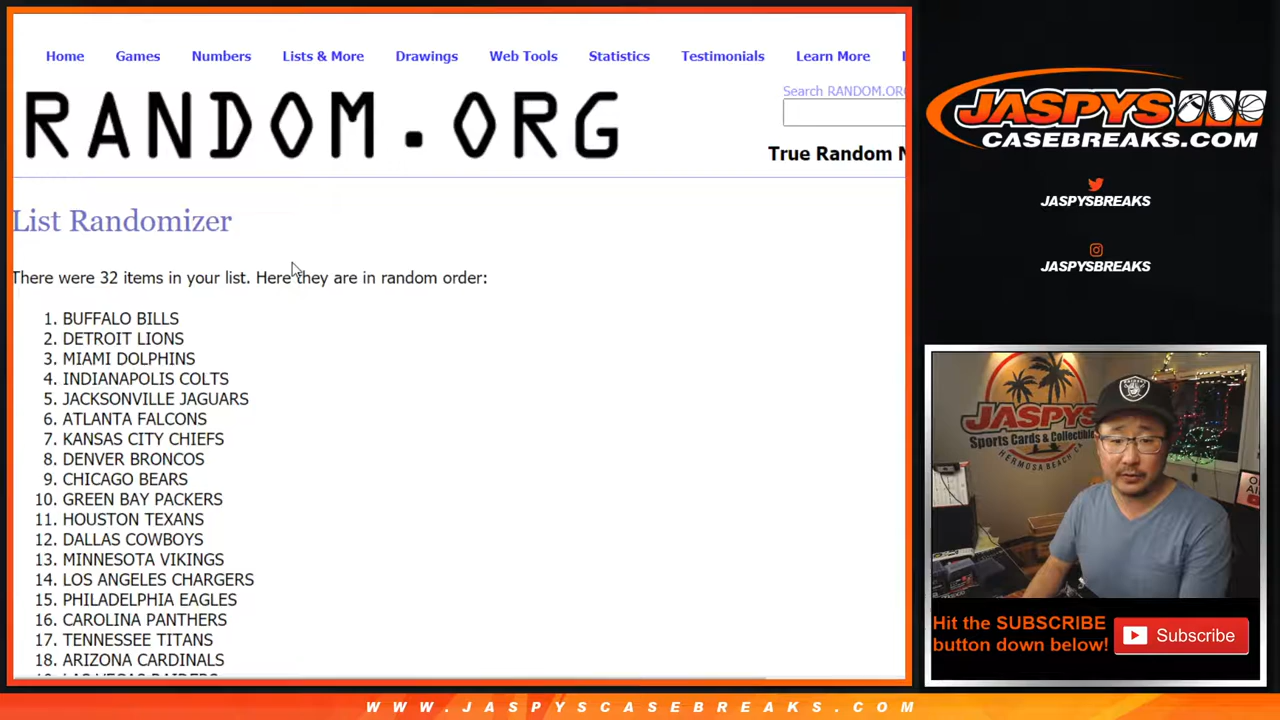 Home Games Numbers Lists & More Drawings Web Tools Statistics Testimonials Learn More
RANDOM.ORG
Search RANDOM.ORG
True Random N
List Randomizer
There were 32 items in your list. Here they are in random order:
1. BUFFALO BILLS
2. DETROIT LIONS
3. MIAMI DOLPHINS
4. INDIANAPOLIS COLTS
5. JACKSONVILLE JAGUARS
6. ATLANTA FALCONS
7. KANSAS CITY CHIEFS
8. DENVER BRONCOS
9. CHICAGO BEARS
10. GREEN BAY PACKERS
11. HOUSTON TEXANS
12. DALLAS COWBOYS
13. MINNESOTA VIKINGS
14. LOS ANGELES CHARGERS
15. PHILADELPHIA EAGLES
16. CAROLINA PANTHERS
17. TENNESSEE TITANS
18. ARIZONA CARDINALS
JASPYS
CASEBREAKS.COM
JASPYSBREAKS
JASPYSBREAKS
JASPYS
Sports Cards & Collectible
HERMOSA BEACH CA
RAIDERS
Hit the SUBSCRIBE
button down below!
Subscribe
WWW.JASPYSCASEBREAKS.COM